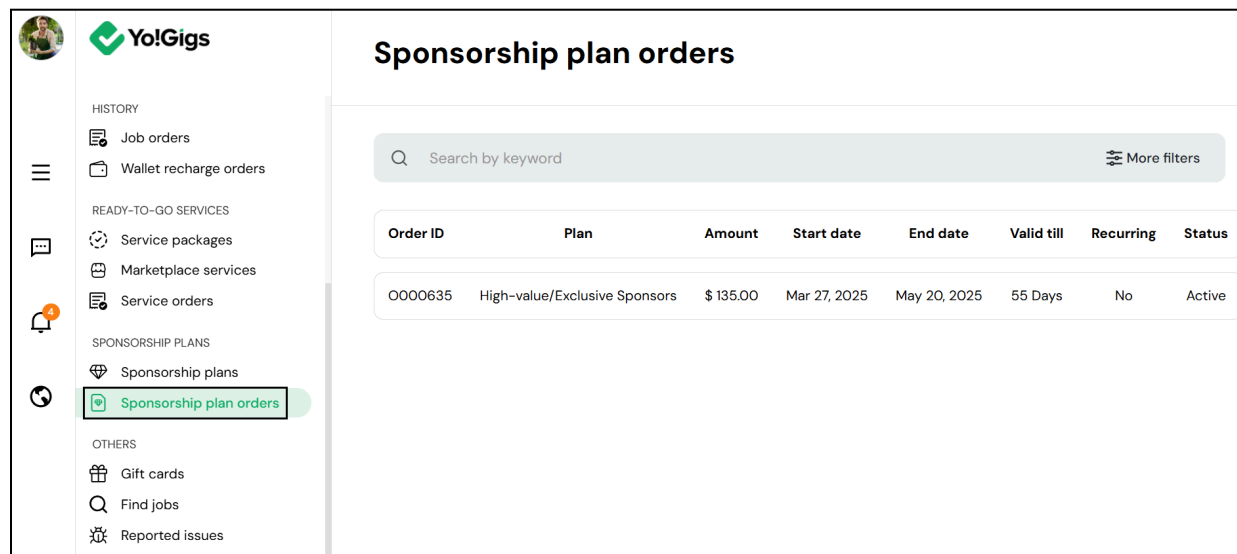 Yo!Gigs
HISTORY
Job orders
Wallet recharge orders
READY-TO-GO SERVICES
Service packages
Marketplace services
Service orders
4
SPONSORSHIP PLANS
Sponsorship plans
Sponsorship plan orders
OTHERS
Gift cards
Find jobs
Reported issues
Sponsorship plan orders
Search by keyword More filters
Order ID Plan Amount Start date End date Valid till Recurring Status
O000635 High-value/Exclusive Sponsors $ 135.00 Mar 27, 2025 May 20, 2025 55 Days No Active